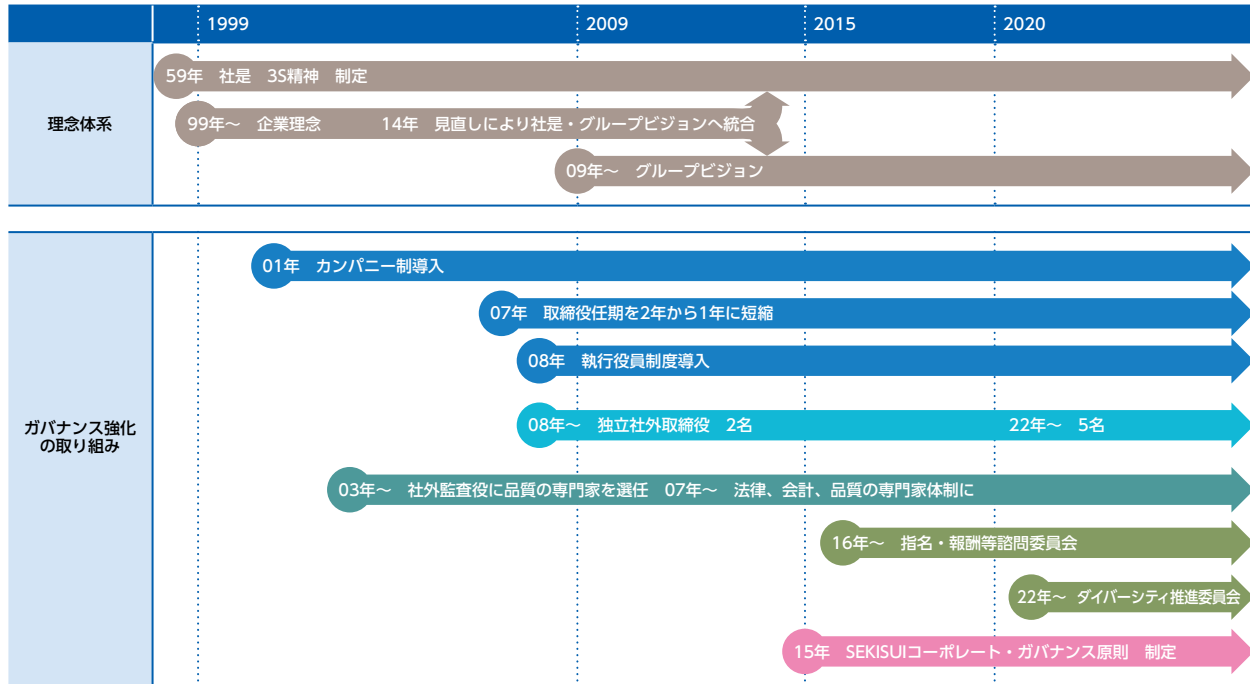 1999 2009 2015 2020
理念体系
59年 社是 3S精神 制定
99年～ 企業理念 14年 見直しにより社是・グループビジョンへ統合
09年～ グループビジョン
ガバナンス強化
の取り組み
01年 カンパニー制導入
07年 取締役任期を2年から1年に短縮
08年 執行役員制度導入
08年～ 独立社外取締役 2名 22年～ 5名
03年～ 社外監査役に品質の専門家を選任 07年～ 法律、会計、品質の専門家体制に
16年～ 指名・報酬等諮問委員会
22年～ ダイバーシティ推進委員会
15年 SEKISUIコーポレート・ガバナンス原則 制定